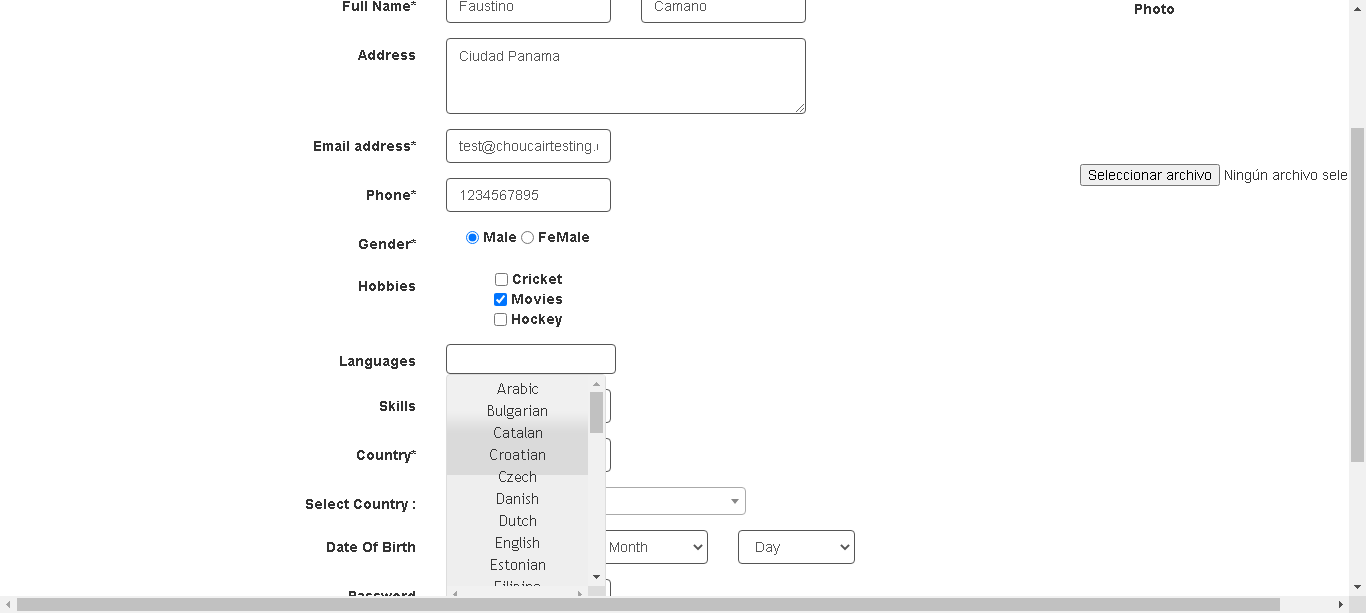 Full Name* Faustino Camano Photo
Address Ciudad Panama
Email address* test@choucairtesting.
Seleccionar archivo Ningún archivo sele
Phone* 1234567895
Gender* Male FeMale
Hobbies Cricket
Movies
Hockey
Languages
Arabic
Skills Bulgarian
Catalan
Country* Croatian
Czech
Select Country : Danish
Dutch
Date Of Birth English Month Day
Estonian
Filipino
Password